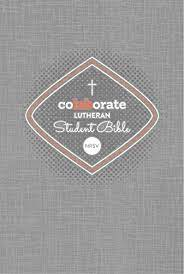 colaborate
LUTHERAN
Student Bible
NRSV